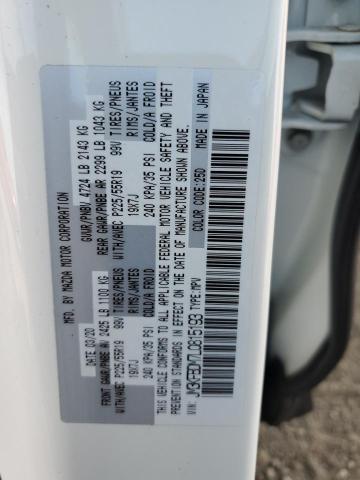 MFD. BY MAZDA MOTOR CORPORATION
DATE: 03/20 GVWR/PNBV 4724 LB 2143 KG
FRONT GAWR/PNBE AV 2425 LB 1100 KG REAR GAWR/PNBE AR 2299 LB 1043 KG
WITH/AVEC P225/55R19 99V TIRES/PNEUS WITH/AVEC P225/55R19 99V TIRES/PNEUS
19X7J RIMS/JANTES 19X7J RIMS/JANTES
240 KPA/35 PSI COLD/A FROID 240 KPA/35 PSI COLD/A FROID
THIS VEHICLE CONFORMS TO ALL APPLICABLE FEDERAL MOTOR VEHICLE SAFETY, BUMPER, AND THEFT
PREVENTION STANDARDS IN EFFECT ON THE DATE OF MANUFACTURE SHOWN ABOVE.
JM3KFBDM7L0815193 TYPE:MPV COLOR CODE:25D MADE IN JAPAN